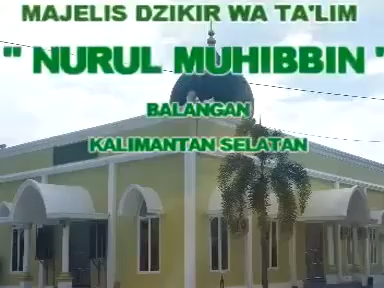 MAJELIS DZIKIR WA TA'LIM
" NURUL MUHIBBIN "
BALANGAN
KALIMANTAN SELATAN